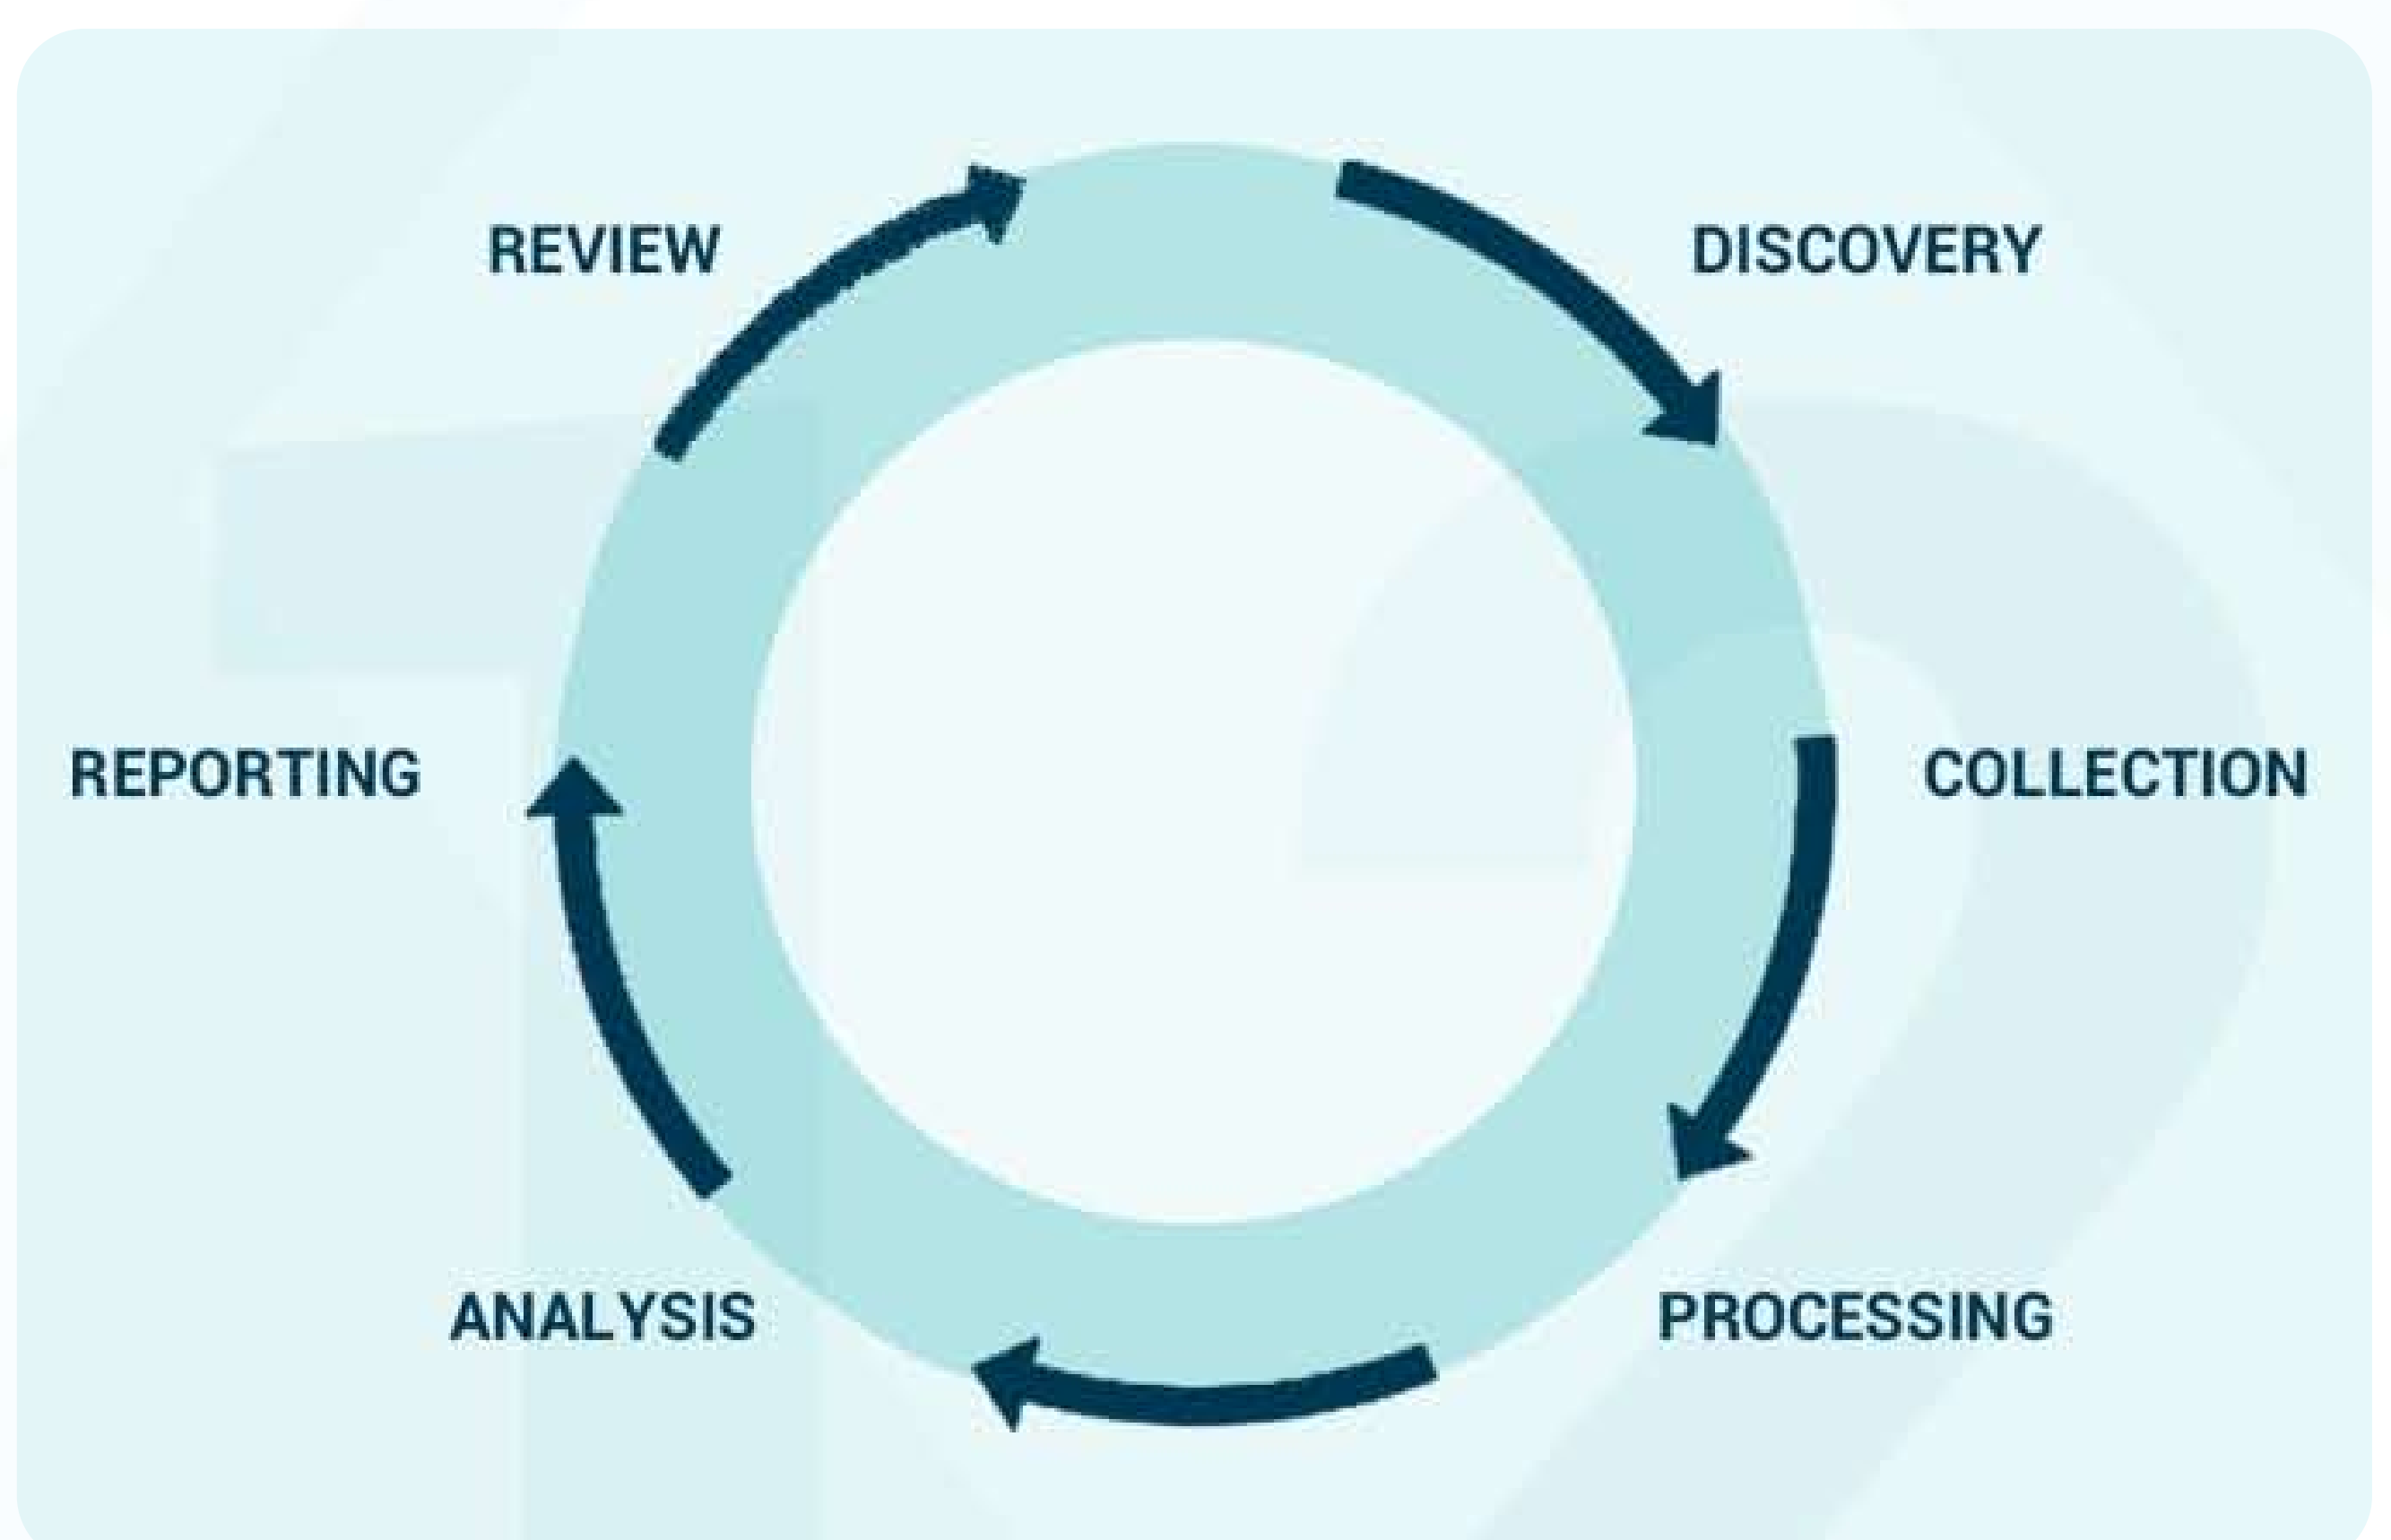 REVIEW
DISCOVERY
REPORTING
COLLECTION
ANALYSIS
PROCESSING